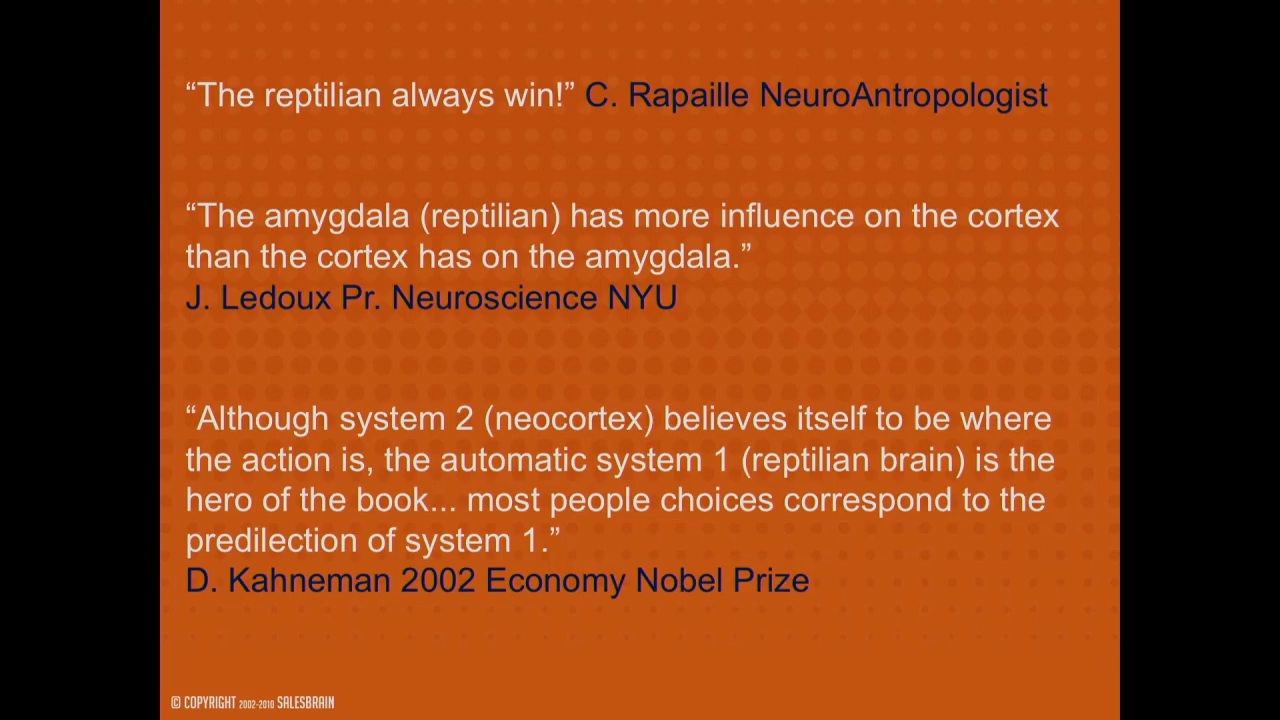 “The reptilian always win!” C. Rapaille NeuroAntropologist
“The amygdala (reptilian) has more influence on the cortex
than the cortex has on the amygdala.”
J. Ledoux Pr. Neuroscience NYU
“Although system 2 (neocortex) believes itself to be where
the action is, the automatic system 1 (reptilian brain) is the
hero of the book... most people choices correspond to the
predilection of system 1.”
D. Kahneman 2002 Economy Nobel Prize
© COPYRIGHT 2002-2010 SALESBRAIN